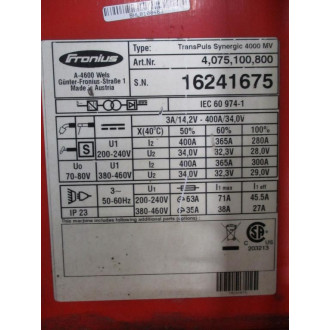 Fronius
A-4600 Wels
Günter-Fronius-Straße 1
Made in Austria
Type: TransPuls Synergic 4000 MV
Art.Nr. 4,075,100,800
S.N. 16241675
IEC 60 974-1
3A/14,2V - 400A/34,0V
X(40°C) 50% 60% 100%
S U1 200-240V I2 400A 365A 280A
U2 34,0V 32,3V 28,0V
Uo 70-80V U1 380-460V I2 400A 365A 300A
U2 34,0V 32,3V 29,0V
IP 23 3~ 50-60Hz U1 I1 max I1 eff
200-240V 63A 71A 45.5A
380-460V 35A 38A 27A
CE CSA